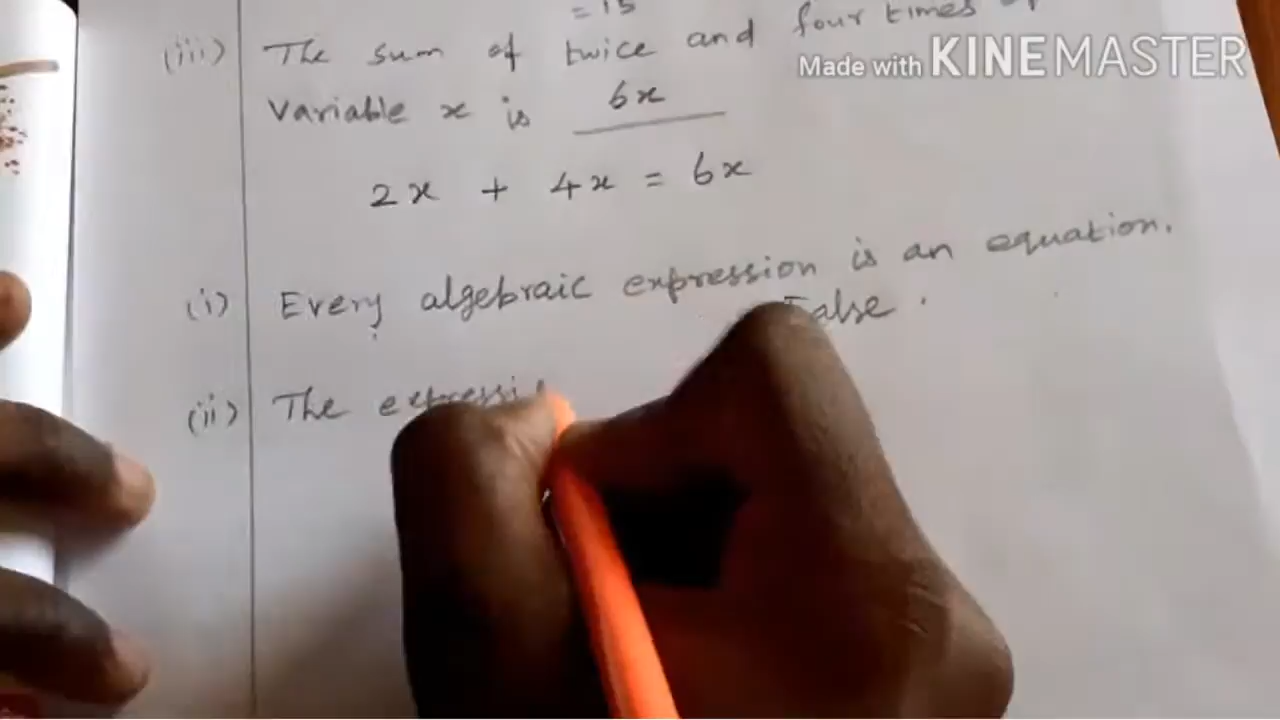 = 15
(iii) The sum of twice and four times of
Made with KINEMASTER
Variable x is 6x
2x + 4x = 6x
(i) Every algebraic expression is an equation.
False.
(ii) The